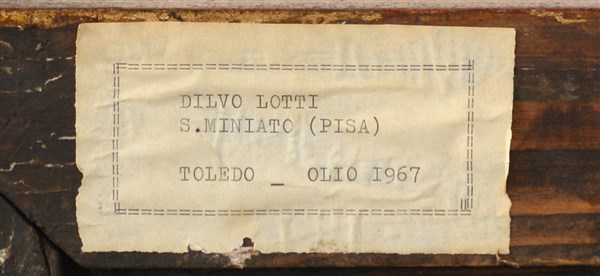 DILVO LOTTI
S.MINIATO (PISA)
TOLEDO _ OLIO 1967